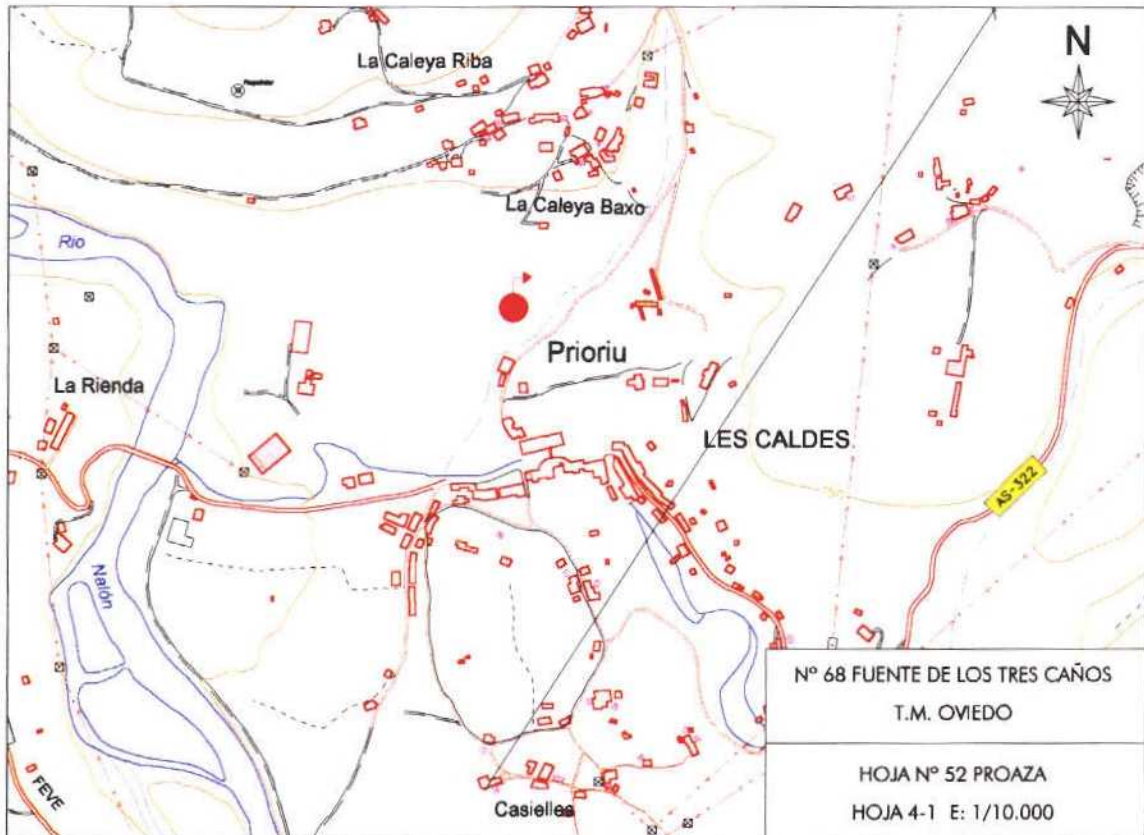 La Caleya Riba
N
La Caleya Baxo
Rio
Prioriu
La Rienda
LES CALDES
AS-322
Nalón
Nº 68 FUENTE DE LOS TRES CAÑOS
T.M. OVIEDO
HOJA Nº 52 PROAZA
HOJA 4-1 E: 1/10.000
FEVE
Casielles